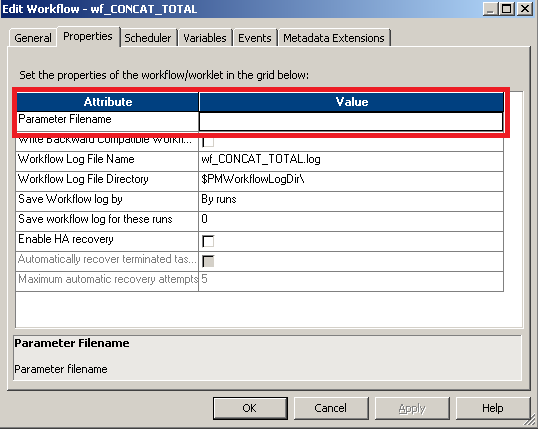 Edit Workflow - wf_CONCAT_TOTAL
General Properties Scheduler Variables Events Metadata Extensions
Set the properties of the workflow/worklet in the grid below:
Attribute Value
Parameter Filename
Write Backward Compatible Workfl...
Workflow Log File Name wf_CONCAT_TOTAL.log
Workflow Log File Directory $PMWorkflowLogDir\
Save Workflow log by By runs
Save workflow log for these runs 0
Enable HA recovery
Automatically recover terminated tas...
Maximum automatic recovery attempts 5
Parameter Filename
Parameter filename
OK Cancel Apply Help